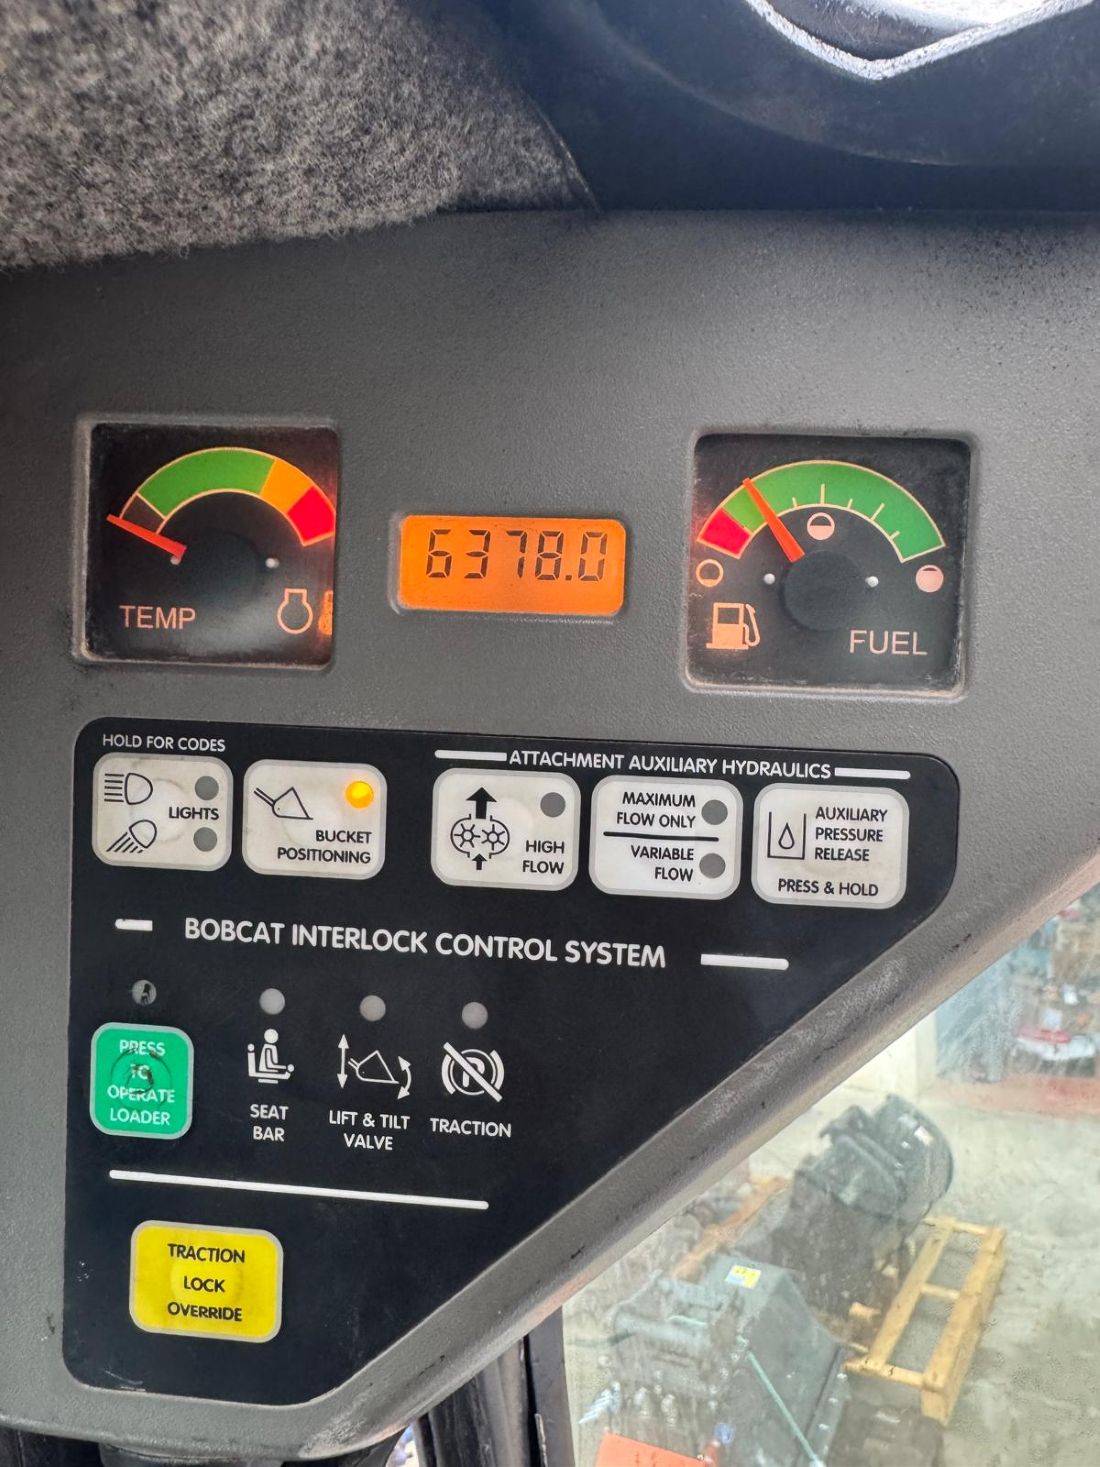 6378.0
TEMP
FUEL
HOLD FOR CODES
LIGHTS
BUCKET
POSITIONING
ATTACHMENT AUXILIARY HYDRAULICS
HIGH
FLOW
MAXIMUM
FLOW ONLY
VARIABLE
FLOW
AUXILIARY
PRESSURE
RELEASE
PRESS & HOLD
BOBCAT INTERLOCK CONTROL SYSTEM
PRESS
TO
OPERATE
LOADER
SEAT
BAR
LIFT & TILT
VALVE
P
TRACTION
TRACTION
LOCK
OVERRIDE